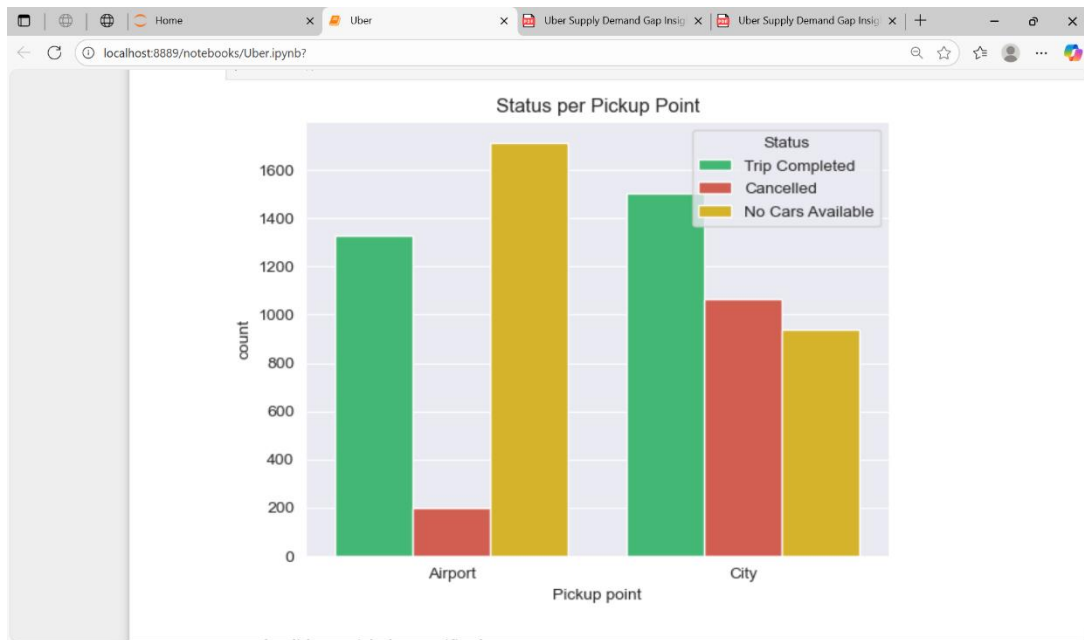 Home
Uber
Uber Supply Demand Gap Insig
Uber Supply Demand Gap Insig
localhost:8889/notebooks/Uber.ipynb?
Status per Pickup Point
Status
Trip Completed
Cancelled
No Cars Available
1600
1400
1200
1000
800
600
400
200
0
count
Airport
City
Pickup point